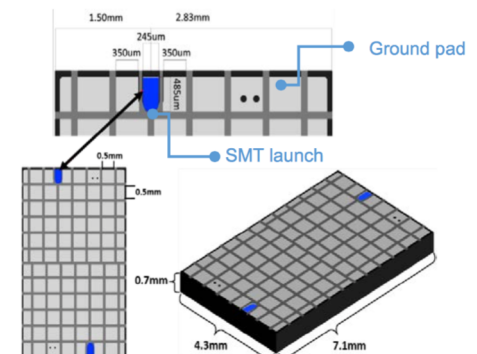 1.50mm 2.83mm
245um
350um 350um
485um
Ground pad
SMT launch
0.5mm
0.5mm
0.7mm
4.3mm 7.1mm